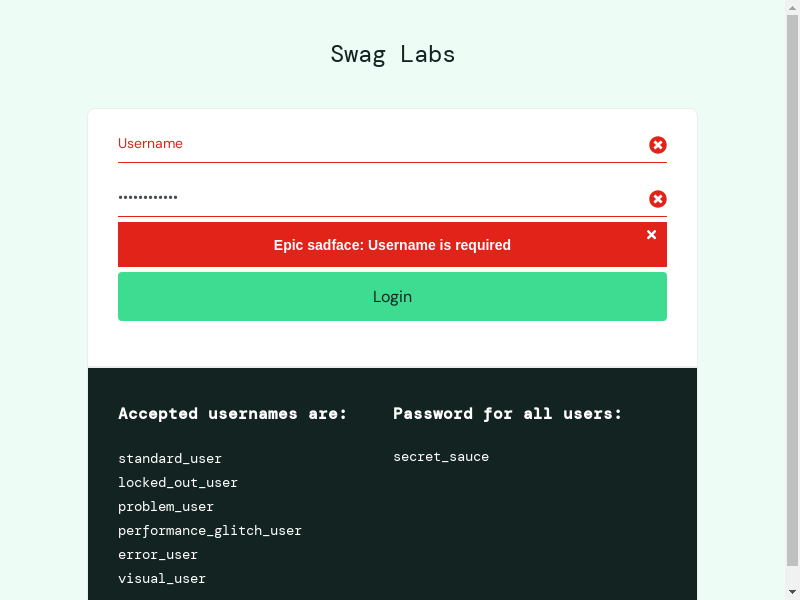 Swag Labs
Username
••••••••••••
Epic sadface: Username is required
Login
Accepted usernames are:
standard_user
locked_out_user
problem_user
performance_glitch_user
error_user
visual_user
Password for all users:
secret_sauce